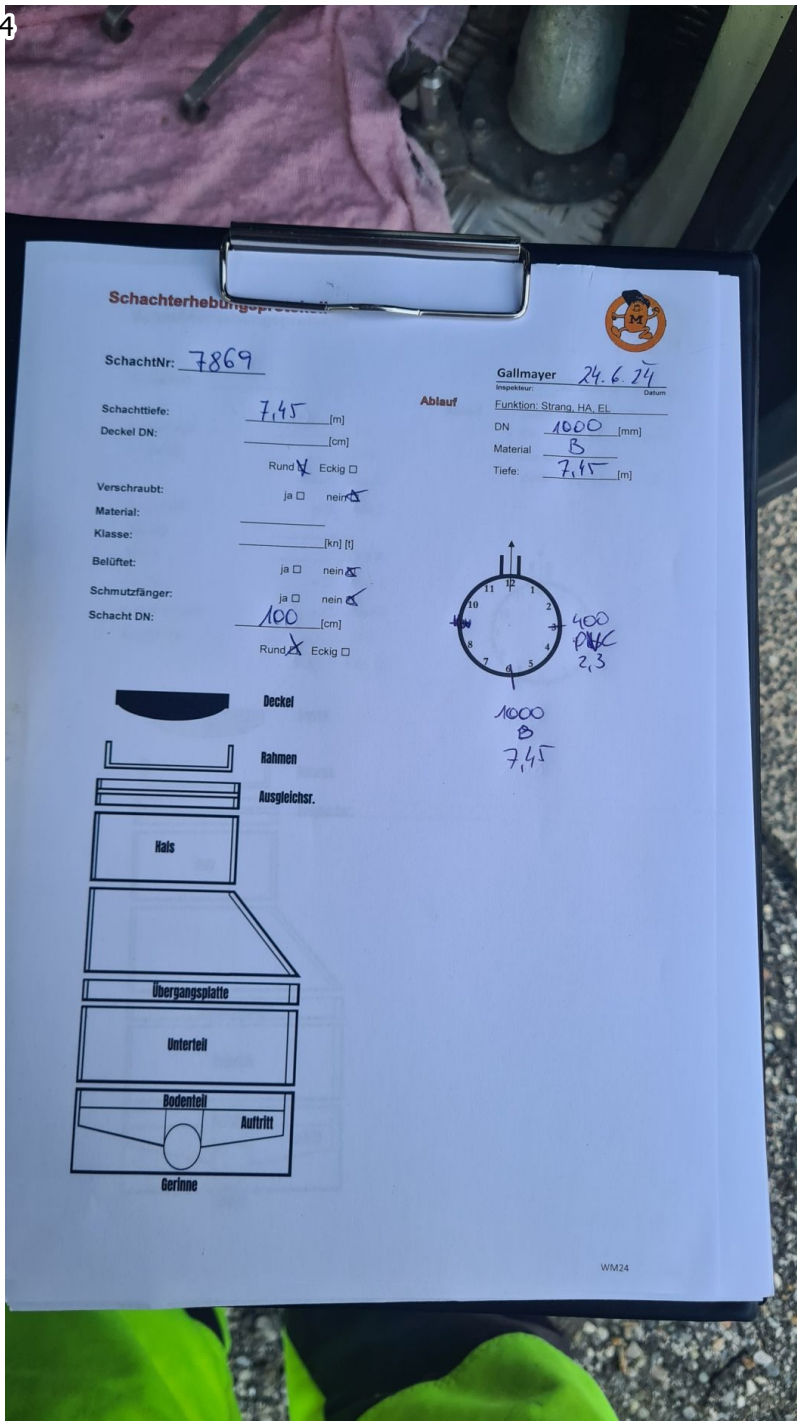 4
Schachterhebungsprotokoll
M
SchachtNr: 7869
Gallmayer 24.6.24
Inspekteur: Datum
Schachttiefe: 7,45 [m]
Deckel DN: [cm]
Rund Eckig
Verschraubt: ja nein
Material:
Klasse: [kn] [t]
Belüftet: ja nein
Schmutzfänger: ja nein
Schacht DN: 100 [cm]
Rund Eckig
Ablauf
Funktion: Strang, HA, EL
DN 1000 [mm]
Material B
Tiefe: 7,45 [m]
12
11 1
10 2
3
8 4
7 5
6
400
PVC
2,3
1000
B
7,45
Deckel
Rahmen
Ausgleichsr.
Hals
Übergangsplatte
Unterteil
Bodenteil
Auftritt
Gerinne
WM24